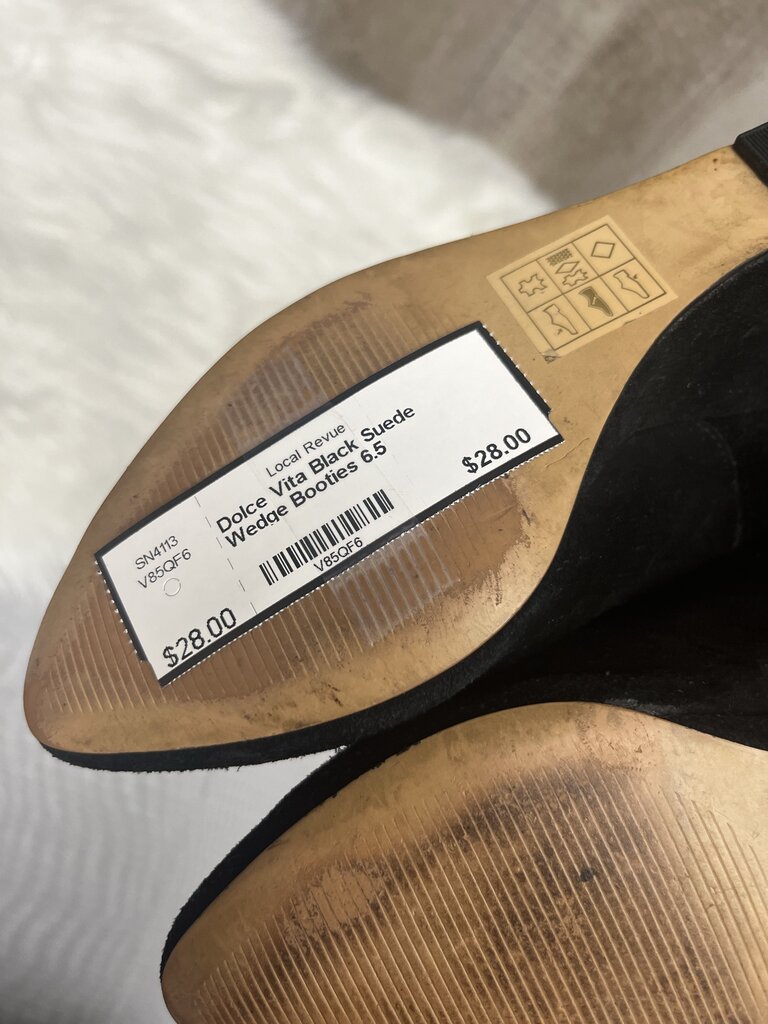 Local Revue
Dolce Vita Black Suede
Wedge Booties 6.5
$28.00
V85QF6
SN4113
V85QF6
$28.00